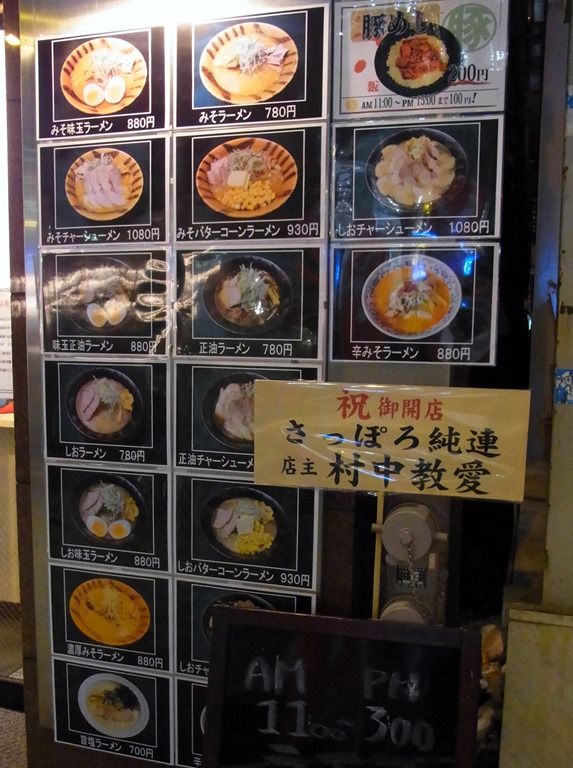 みそ味玉ラーメン 880円
みそラーメン 780円
豚めし
豚
飯
200円
AM 11:00~PM 15:00まで100円!
みそチャーシューメン 1080円
みそバターコーンラーメン 930円
しおチャーシューメン 1080円
味玉正油ラーメン 880円
正油ラーメン 780円
辛みそラーメン 880円
しおラーメン 780円
正油チャーシューメ
祝 御開店
さっぽろ純連
店主 村中教愛
しお味玉ラーメン 880円
しおバターコーンラーメン 930円
濃厚みそラーメン 880円
しおチャー
旨塩ラーメン 700円
辛
AM PM
11:00 3:00